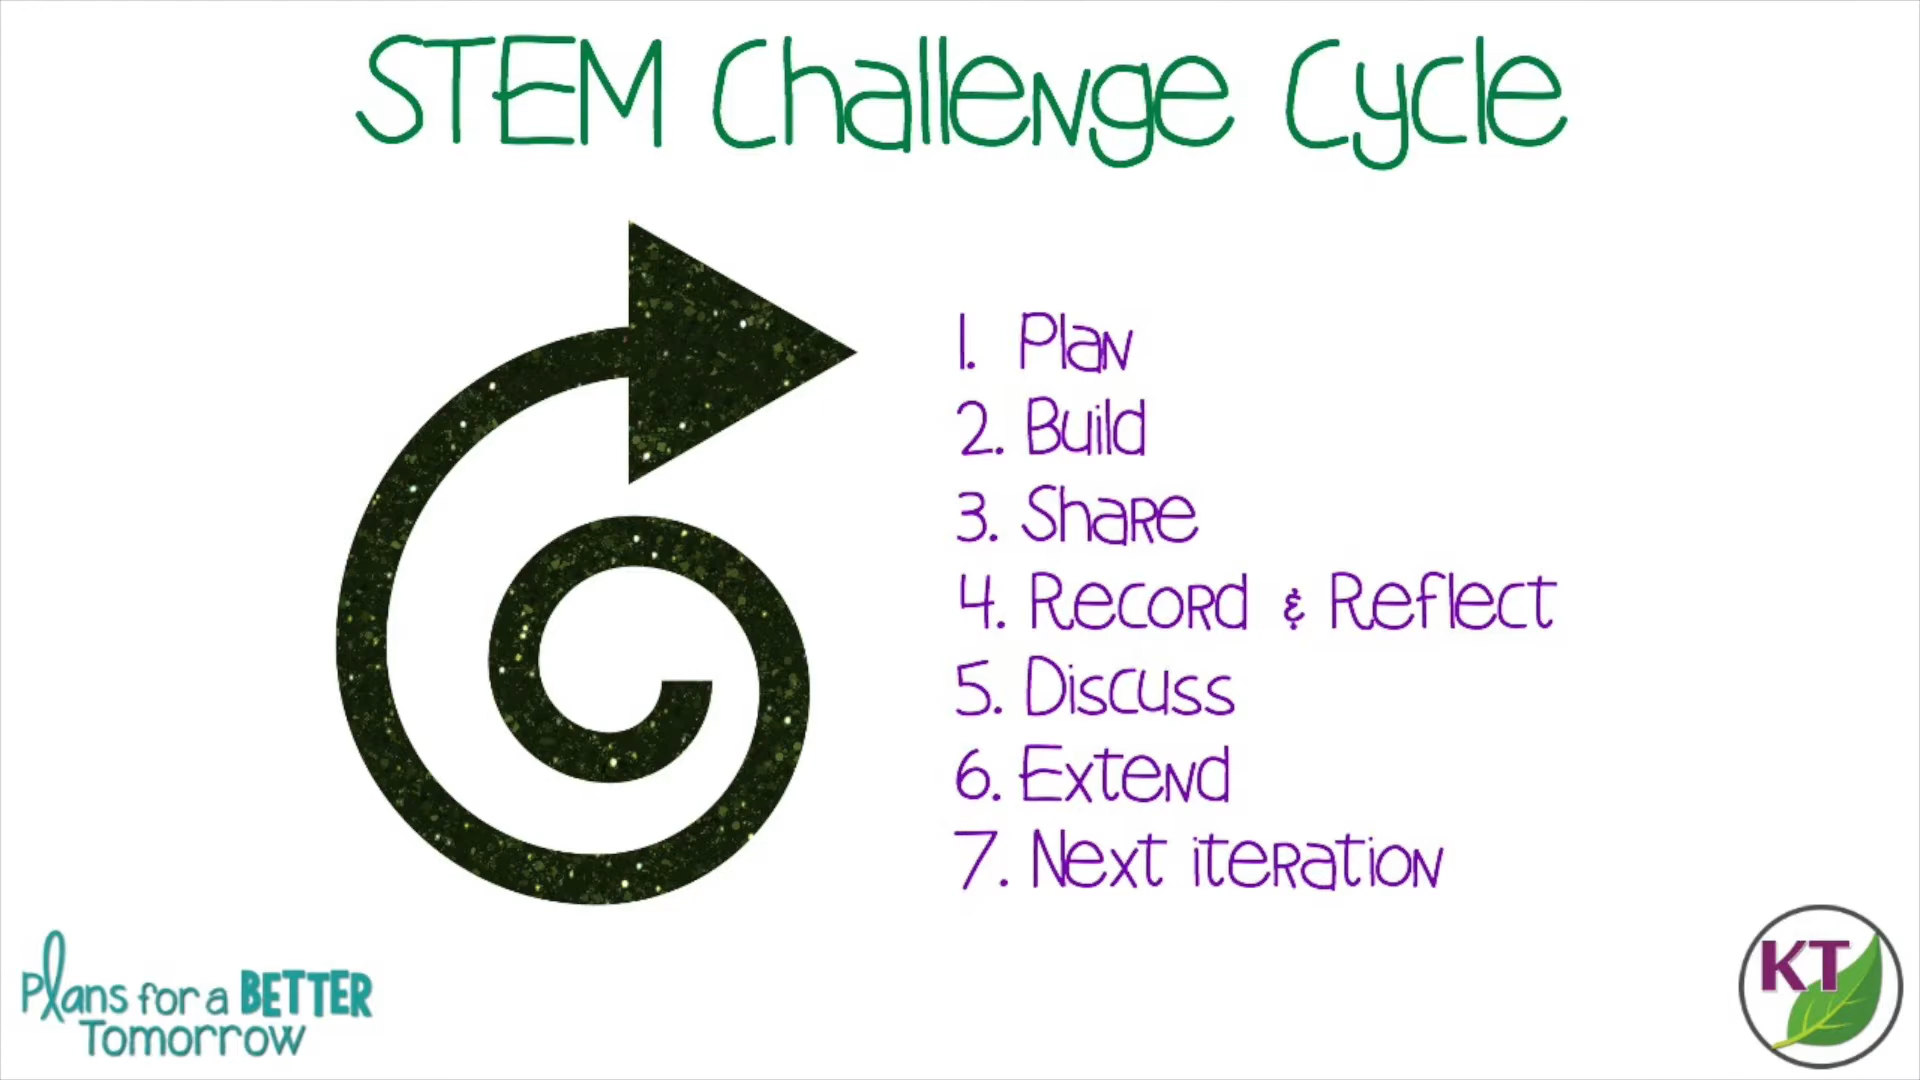 STEM Challenge Cycle
1. Plan
2. Build
3. Share
4. Record & Reflect
5. Discuss
6. Extend
7. Next iteration
Plans for a BETTER
Tomorrow
KT